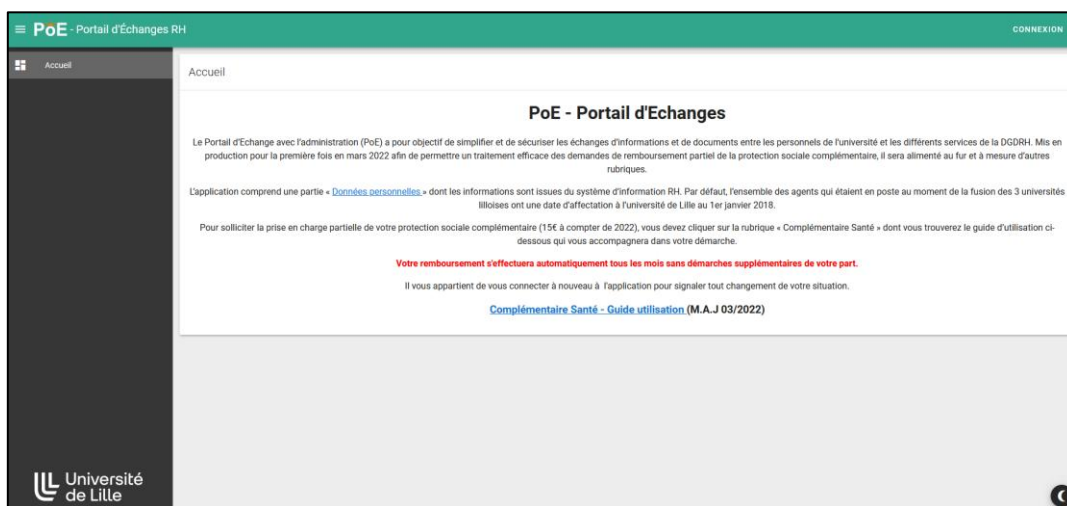 PoE - Portail d'Échanges RH
CONNEXION
Accueil
Accueil
PoE - Portail d'Echanges
Le Portail d'Echange avec l'administration (PoE) a pour objectif de simplifier et de sécuriser les échanges d'informations et de documents entre les personnels de l'université et les différents services de la DGDRH. Mis en
production pour la première fois en mars 2022 afin de permettre un traitement efficace des demandes de remboursement partiel de la protection sociale complémentaire, il sera alimenté au fur et à mesure d'autres
rubriques.
L'application comprend une partie « Données personnelles » dont les informations sont issues du système d'information RH. Par défaut, l'ensemble des agents qui étaient en poste au moment de la fusion des 3 universités
lilloises ont une date d'affectation à l'université de Lille au 1er janvier 2018.
Pour solliciter la prise en charge partielle de votre protection sociale complémentaire (15€ à compter de 2022), vous devez cliquer sur la rubrique « Complémentaire Santé » dont vous trouverez le guide d'utilisation ci-
dessous qui vous accompagnera dans votre démarche.
Votre remboursement s'effectuera automatiquement tous les mois sans démarches supplémentaires de votre part.
Il vous appartient de vous connecter à nouveau à l'application pour signaler tout changement de votre situation.
Complémentaire Santé - Guide utilisation (M.A.J 03/2022)
Université
de Lille